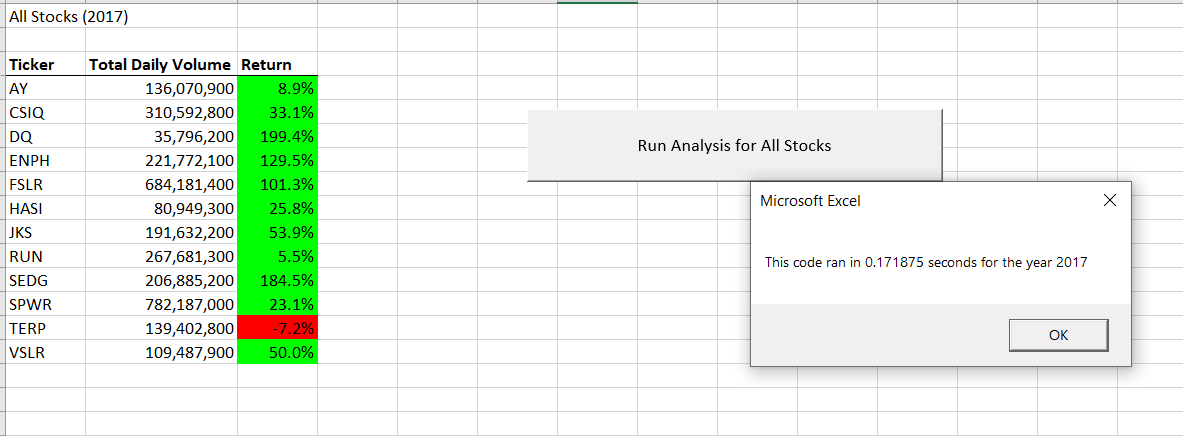 All Stocks (2017)
Ticker Total Daily Volume Return
AY 136,070,900 8.9%
CSIQ 310,592,800 33.1%
DQ 35,796,200 199.4%
ENPH 221,772,100 129.5%
FSLR 684,181,400 101.3%
HASI 80,949,300 25.8%
JKS 191,632,200 53.9%
RUN 267,681,300 5.5%
SEDG 206,885,200 184.5%
SPWR 782,187,000 23.1%
TERP 139,402,800 -7.2%
VSLR 109,487,900 50.0%
Run Analysis for All Stocks
Microsoft Excel
This code ran in 0.171875 seconds for the year 2017
OK